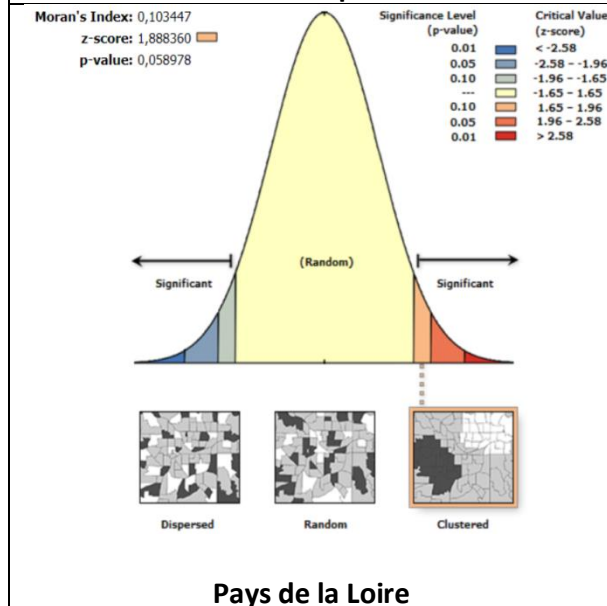 Moran's Index: 0,103447
z-score: 1,888360
p-value: 0,058978
Significance Level
(p-value)
Critical Value
(z-score)
0.01 < -2.58
0.05 -2.58 – -1.96
0.10 -1.96 – -1.65
--- -1.65 – 1.65
0.10 1.65 – 1.96
0.05 1.96 – 2.58
0.01 > 2.58
(Random)
Significant
Significant
Dispersed
Random
Clustered
Pays de la Loire